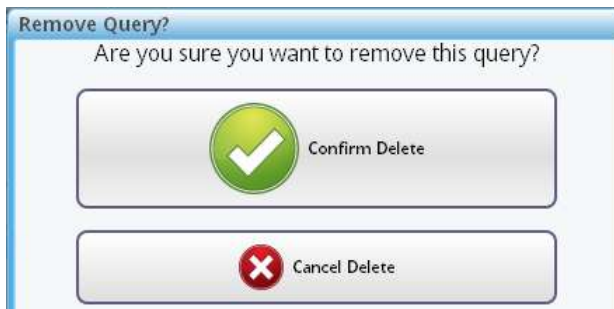 Remove Query?
Are you sure you want to remove this query?
Confirm Delete
Cancel Delete